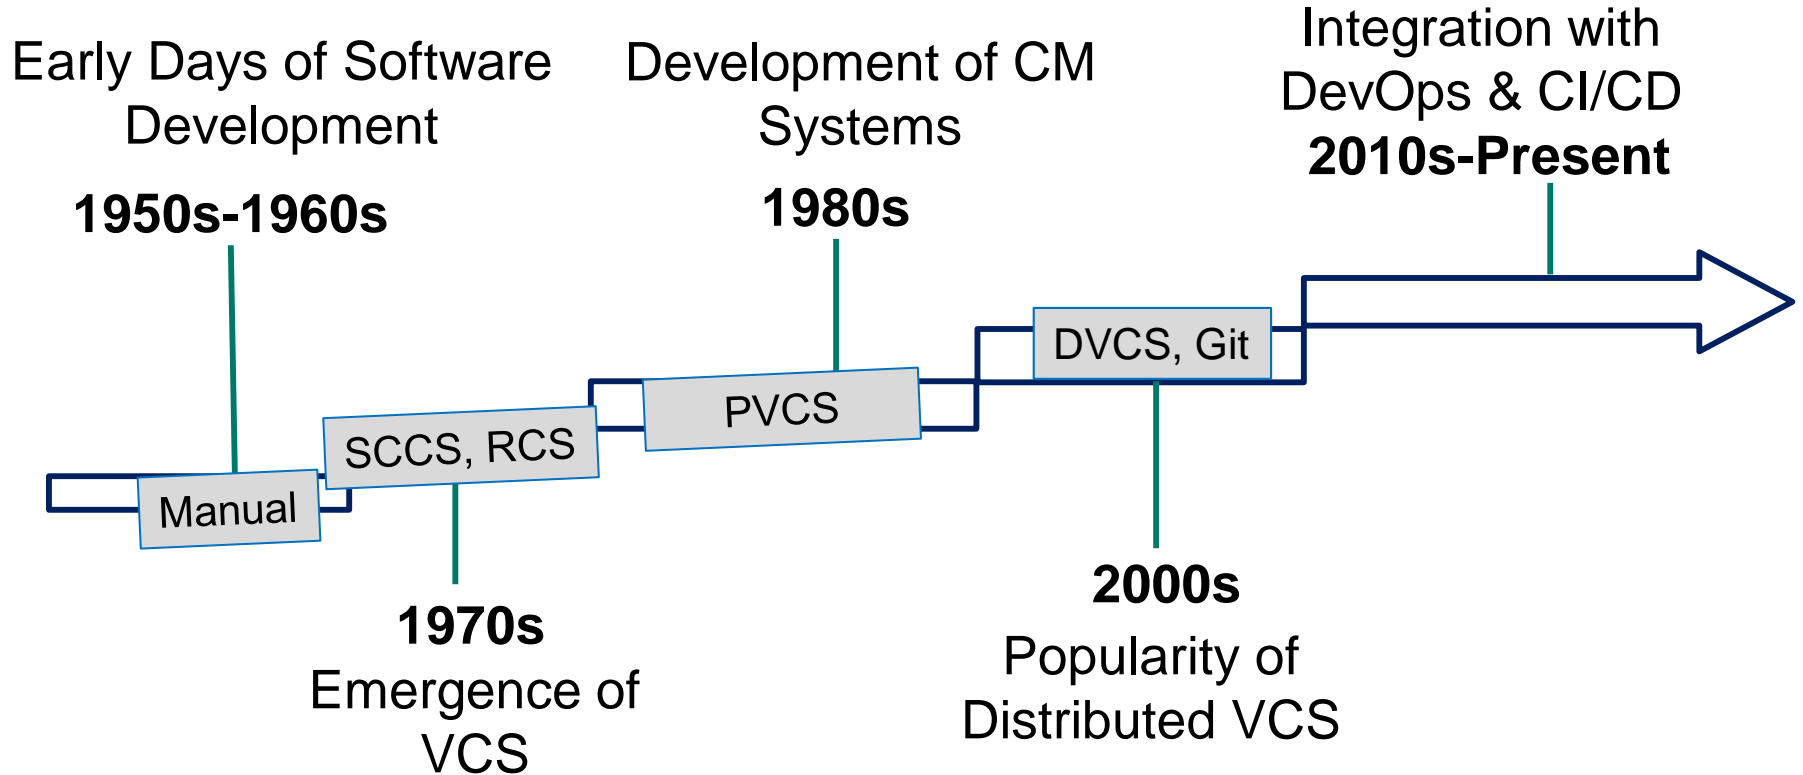 Early Days of Software
Development
1950s-1960s
Manual
SCCS, RCS
1970s
Emergence of
VCS
Development of CM
Systems
1980s
PVCS
DVCS, Git
2000s
Popularity of
Distributed VCS
Integration with
DevOps & CI/CD
2010s-Present